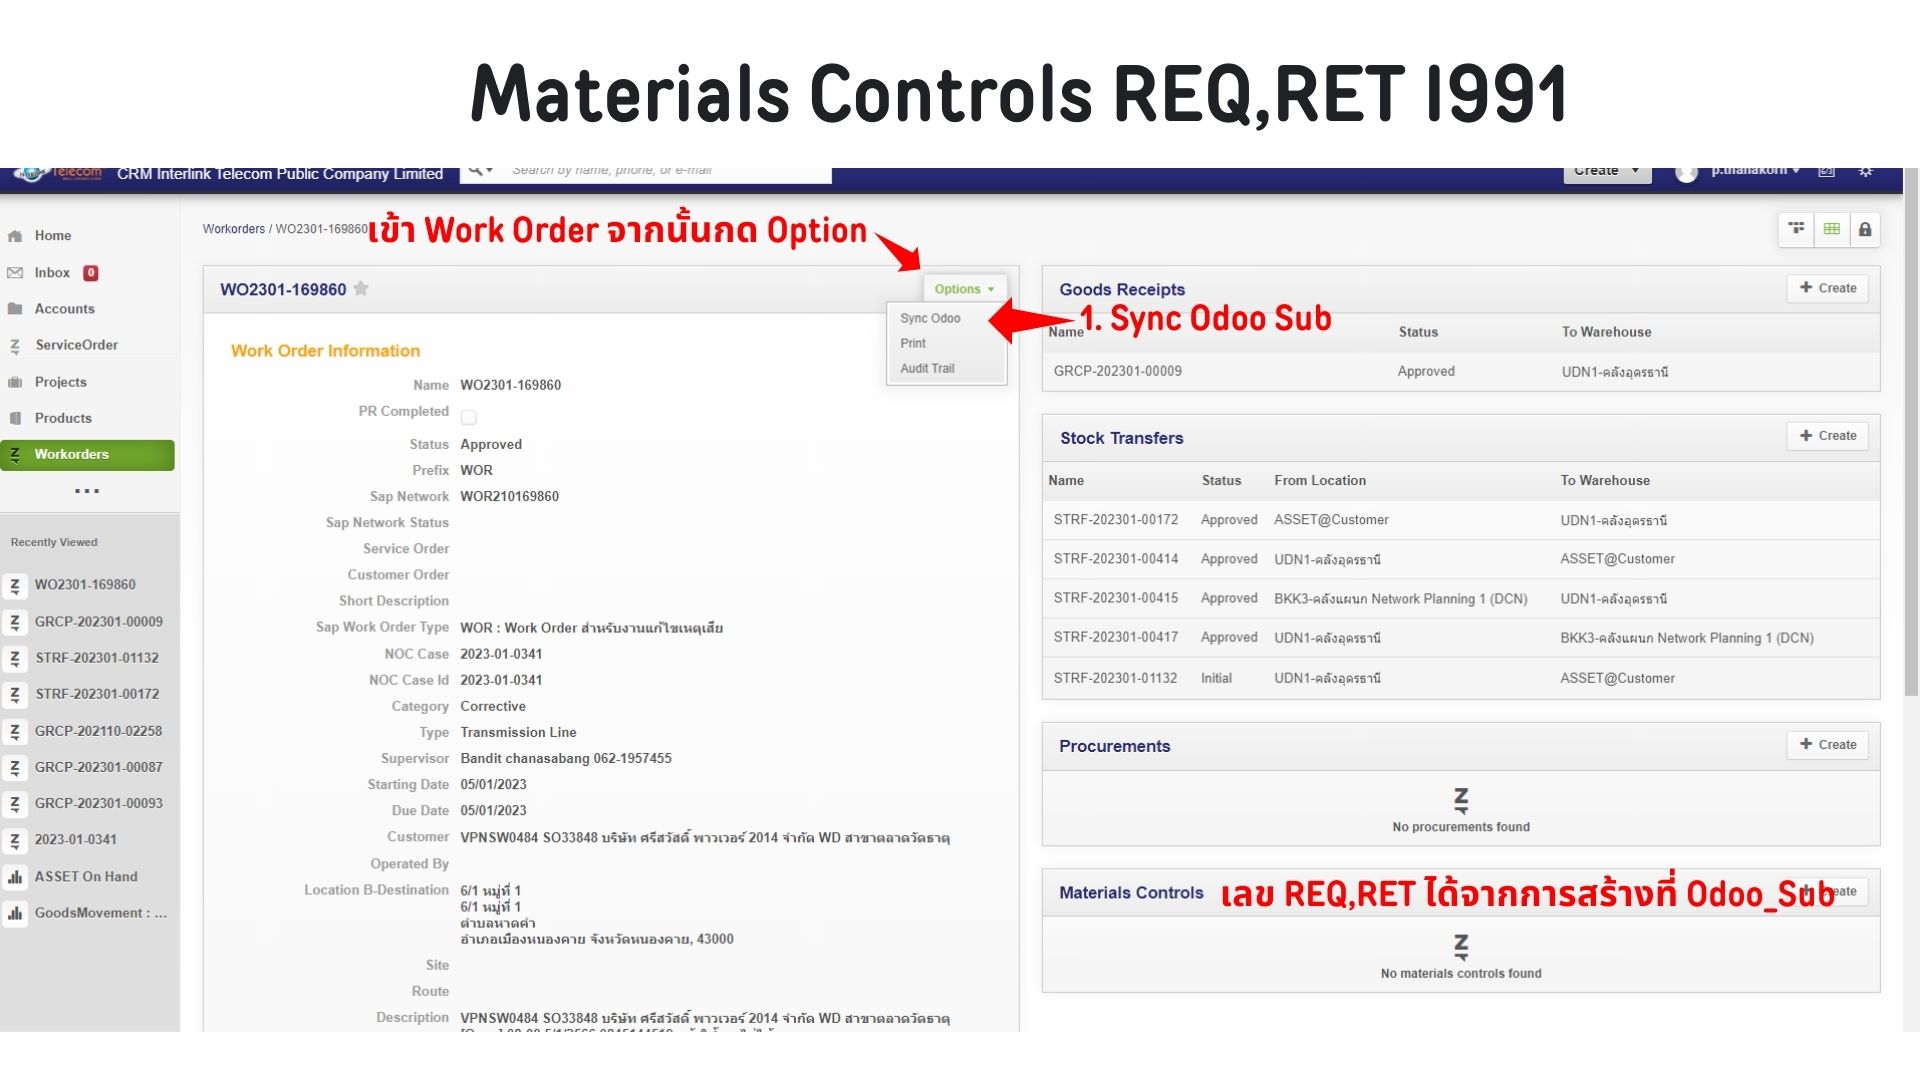 Materials Controls REQ,RET I991
Telecom CRM Interlink Telecom Public Company Limited
Search by name, phone, or e-mail
Create
p.thanakorn
Home
Inbox 0
Accounts
ServiceOrder
Projects
Products
Workorders
...
Recently Viewed
WO2301-169860
GRCP-202301-00009
STRF-202301-01132
STRF-202301-00172
GRCP-202110-02258
GRCP-202301-00087
GRCP-202301-00093
2023-01-0341
ASSET On Hand
GoodsMovement : ...
Workorders / WO2301-169860
เข้า Work Order จากนั้นกด Option
WO2301-169860
Options
Sync Odoo
Print
Audit Trail
1. Sync Odoo Sub
Work Order Information
Name WO2301-169860
PR Completed
Status Approved
Prefix WOR
Sap Network WOR210169860
Sap Network Status
Service Order
Customer Order
Short Description
Sap Work Order Type WOR : Work Order สำหรับงานแก้ไขเหตุเสีย
NOC Case 2023-01-0341
NOC Case Id 2023-01-0341
Category Corrective
Type Transmission Line
Supervisor Bandit chanasabang 062-1957455
Starting Date 05/01/2023
Due Date 05/01/2023
Customer VPNSW0484 SO33848 บริษัท ศรีสวัสดิ์ พาวเวอร์ 2014 จำกัด WD สาขาตลาดวัดธาตุ
Operated By
Location B-Destination 6/1 หมู่ที่ 1
6/1 หมู่ที่ 1
ตำบลหาดคำ
อำเภอเมืองหนองคาย จังหวัดหนองคาย, 43000
Site
Route
Description VPNSW0484 SO33848 บริษัท ศรีสวัสดิ์ พาวเวอร์ 2014 จำกัด WD สาขาตลาดวัดธาตุ
Goods Receipts
Create
Name Status To Warehouse
GRCP-202301-00009 Approved UDN1-คลังอุดรธานี
Stock Transfers
Create
Name Status From Location To Warehouse
STRF-202301-00172 Approved ASSET@Customer UDN1-คลังอุดรธานี
STRF-202301-00414 Approved UDN1-คลังอุดรธานี ASSET@Customer
STRF-202301-00415 Approved BKK3-คลังแผนก Network Planning 1 (DCN) UDN1-คลังอุดรธานี
STRF-202301-00417 Approved UDN1-คลังอุดรธานี BKK3-คลังแผนก Network Planning 1 (DCN)
STRF-202301-01132 Initial UDN1-คลังอุดรธานี ASSET@Customer
Procurements
Create
No procurements found
Materials Controls
เลข REQ,RET ได้จากการสร้างที่ Odoo_Sub
No materials controls found